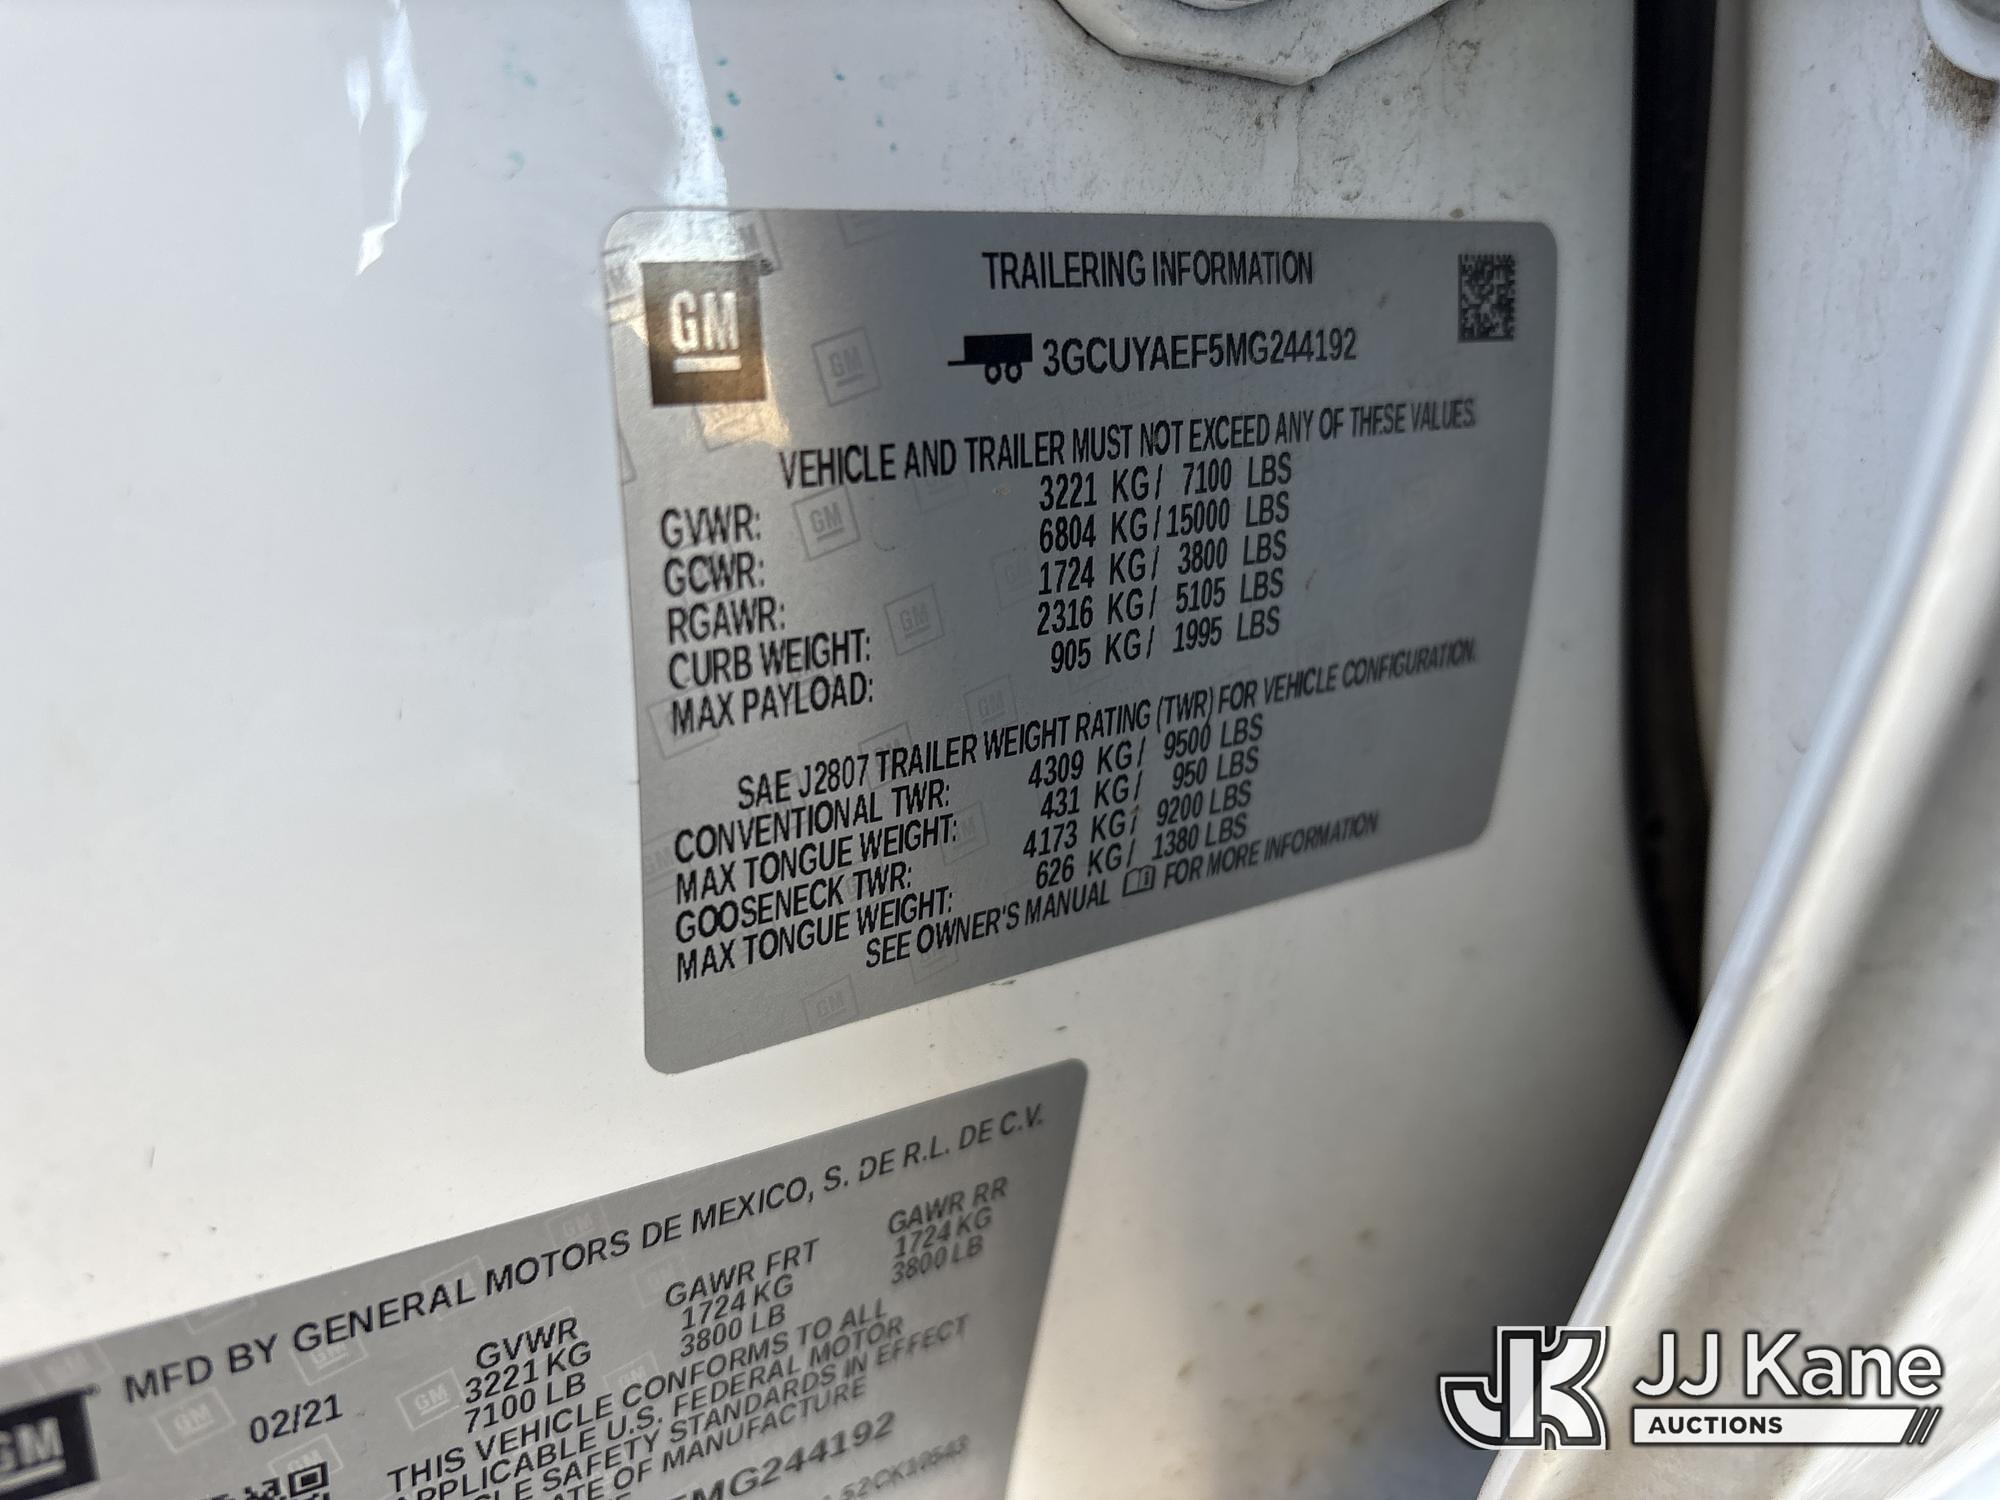 GM
TRAILERING INFORMATION
3GCUYAEF5MG244192
VEHICLE AND TRAILER MUST NOT EXCEED ANY OF THESE VALUES.
GVWR: 3221 KG/ 7100 LBS
GCWR: 6804 KG/15000 LBS
RGAWR: 1724 KG/ 3800 LBS
CURB WEIGHT: 2316 KG/ 5105 LBS
MAX PAYLOAD: 905 KG/ 1995 LBS
SAE J2807 TRAILER WEIGHT RATING (TWR) FOR VEHICLE CONFIGURATION.
CONVENTIONAL TWR: 4309 KG/ 9500 LBS
MAX TONGUE WEIGHT: 431 KG/ 950 LBS
GOOSENECK TWR: 4173 KG/ 9200 LBS
MAX TONGUE WEIGHT: 626 KG/ 1380 LBS
SEE OWNER'S MANUAL FOR MORE INFORMATION
GM
MFD BY GENERAL MOTORS DE MEXICO, S. DE R.L. DE C.V.
02/21 GVWR GAWR FRT GAWR RR
3221 KG 1724 KG 1724 KG
7100 LB 3800 LB 3800 LB
THIS VEHICLE CONFORMS TO ALL
APPLICABLE U.S. FEDERAL MOTOR
SAFETY STANDARDS IN EFFECT
OF MANUFACTURE
MG244192
JJ Kane
AUCTIONS